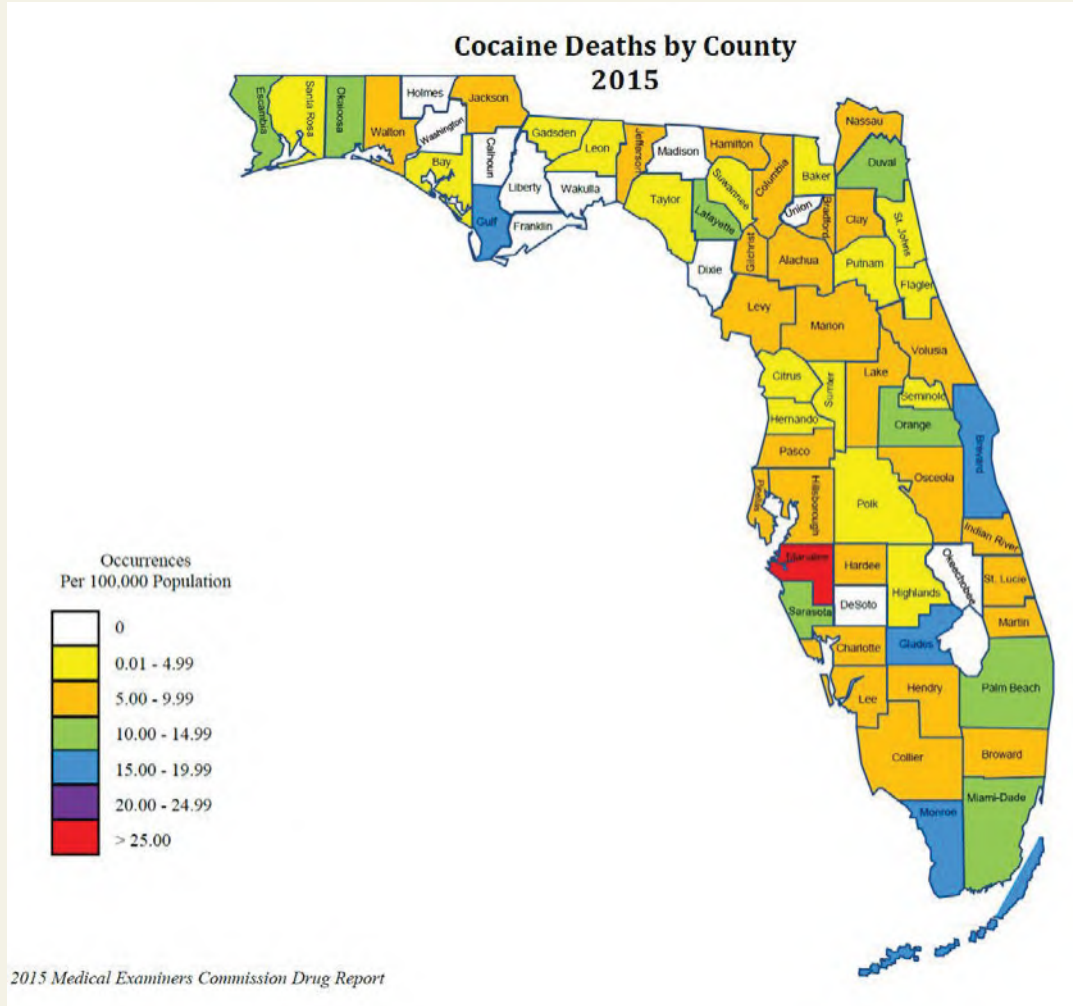 Cocaine Deaths by County
2015
Escambia
Santa Rosa
Okaloosa
Walton
Holmes
Washington
Jackson
Bay
Calhoun
Gulf
Liberty
Gadsden
Leon
Wakulla
Franklin
Jefferson
Madison
Taylor
Hamilton
Suwannee
Lafayette
Dixie
Columbia
Gilchrist
Baker
Union
Bradford
Nassau
Duval
Clay
St. Johns
Alachua
Putnam
Flagler
Levy
Marion
Volusia
Citrus
Sumter
Lake
Seminole
Hernando
Orange
Brevard
Pasco
Pinellas
Hillsborough
Polk
Osceola
Indian River
Manatee
Hardee
Highlands
Okeechobee
St. Lucie
Sarasota
DeSoto
Martin
Charlotte
Glades
Lee
Hendry
Palm Beach
Collier
Broward
Monroe
Miami-Dade
Occurrences
Per 100,000 Population
0
0.01 - 4.99
5.00 - 9.99
10.00 - 14.99
15.00 - 19.99
20.00 - 24.99
> 25.00
2015 Medical Examiners Commission Drug Report